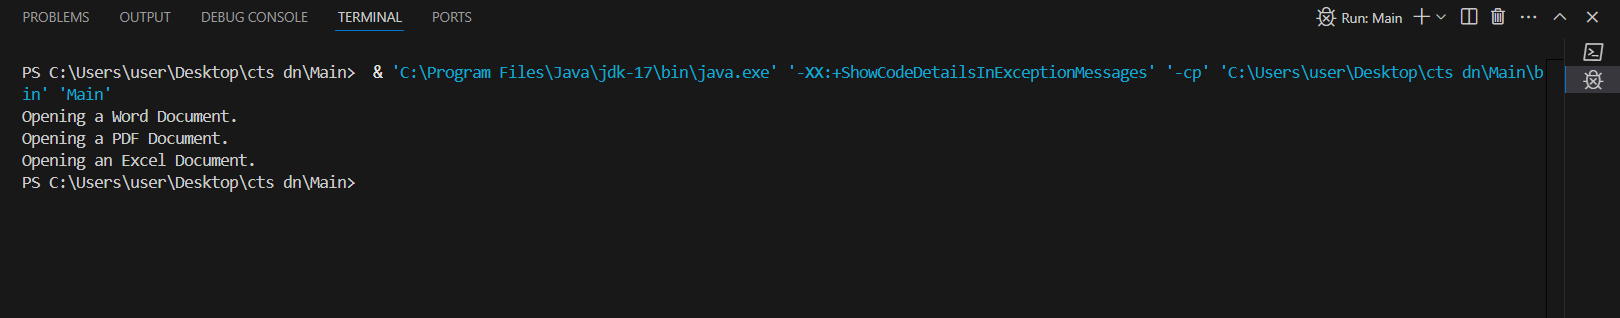 PROBLEMS OUTPUT DEBUG CONSOLE TERMINAL PORTS Run: Main
PS C:\Users\user\Desktop\cts dn\Main>  & 'C:\Program Files\Java\jdk-17\bin\java.exe' '-XX:+ShowCodeDetailsInExceptionMessages' '-cp' 'C:\Users\user\Desktop\cts dn\Main\b
in' 'Main'
Opening a Word Document.
Opening a PDF Document.
Opening an Excel Document.
PS C:\Users\user\Desktop\cts dn\Main>